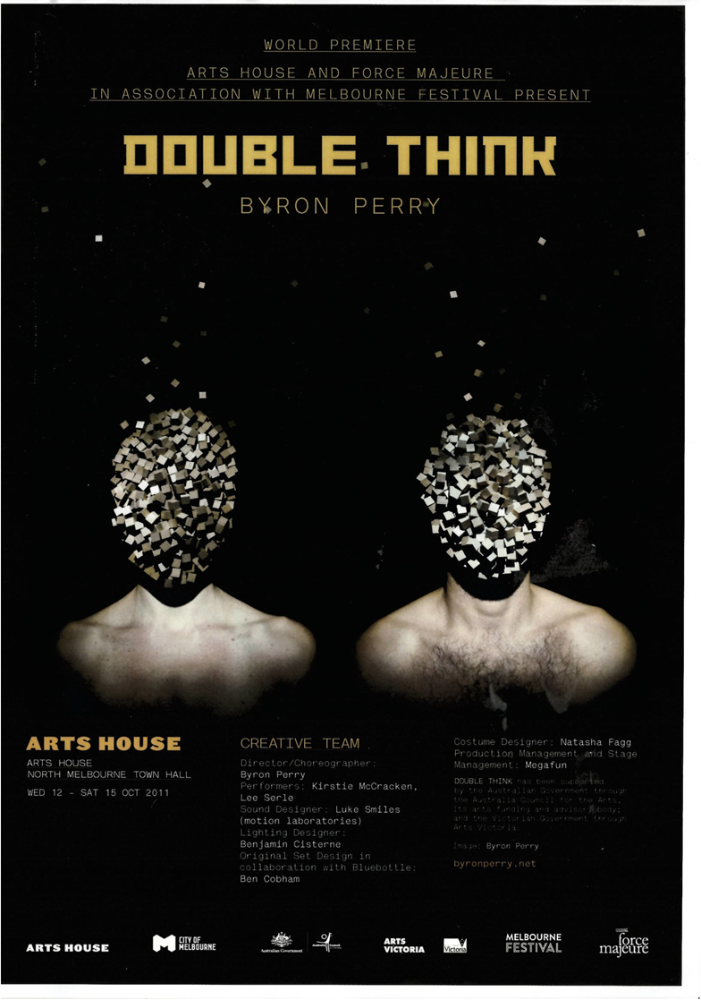 WORLD PREMIERE
ARTS HOUSE AND FORCE MAJEURE
IN ASSOCIATION WITH MELBOURNE FESTIVAL PRESENT
DOUBLE THINK
BYRON PERRY
ARTS HOUSE
ARTS HOUSE
NORTH MELBOURNE TOWN HALL
WED 12 – SAT 15 OCT 2011
CREATIVE TEAM
Director/Choreographer:
Byron Perry
Performers: Kirstie McCracken,
Lee Serle
Sound Designer: Luke Smiles
(motion laboratories)
Lighting Designer:
Benjamin Cisterne
Original Set Design in
collaboration with Bluebottle:
Ben Cobham
Costume Designer: Natasha Fagg
Production Management and Stage
Management: Megafun
DOUBLE THINK has been supported
by the Australian Government through
the Australia Council for the Arts,
its arts funding and advisory body;
and the Victorian Government through
Arts Victoria.
Image: Byron Perry
byronperry.net
ARTS HOUSE
CITY OF
MELBOURNE
Australian Government
Australia Council
ARTS
VICTORIA
Victoria
MELBOURNE
FESTIVAL
force
majeure